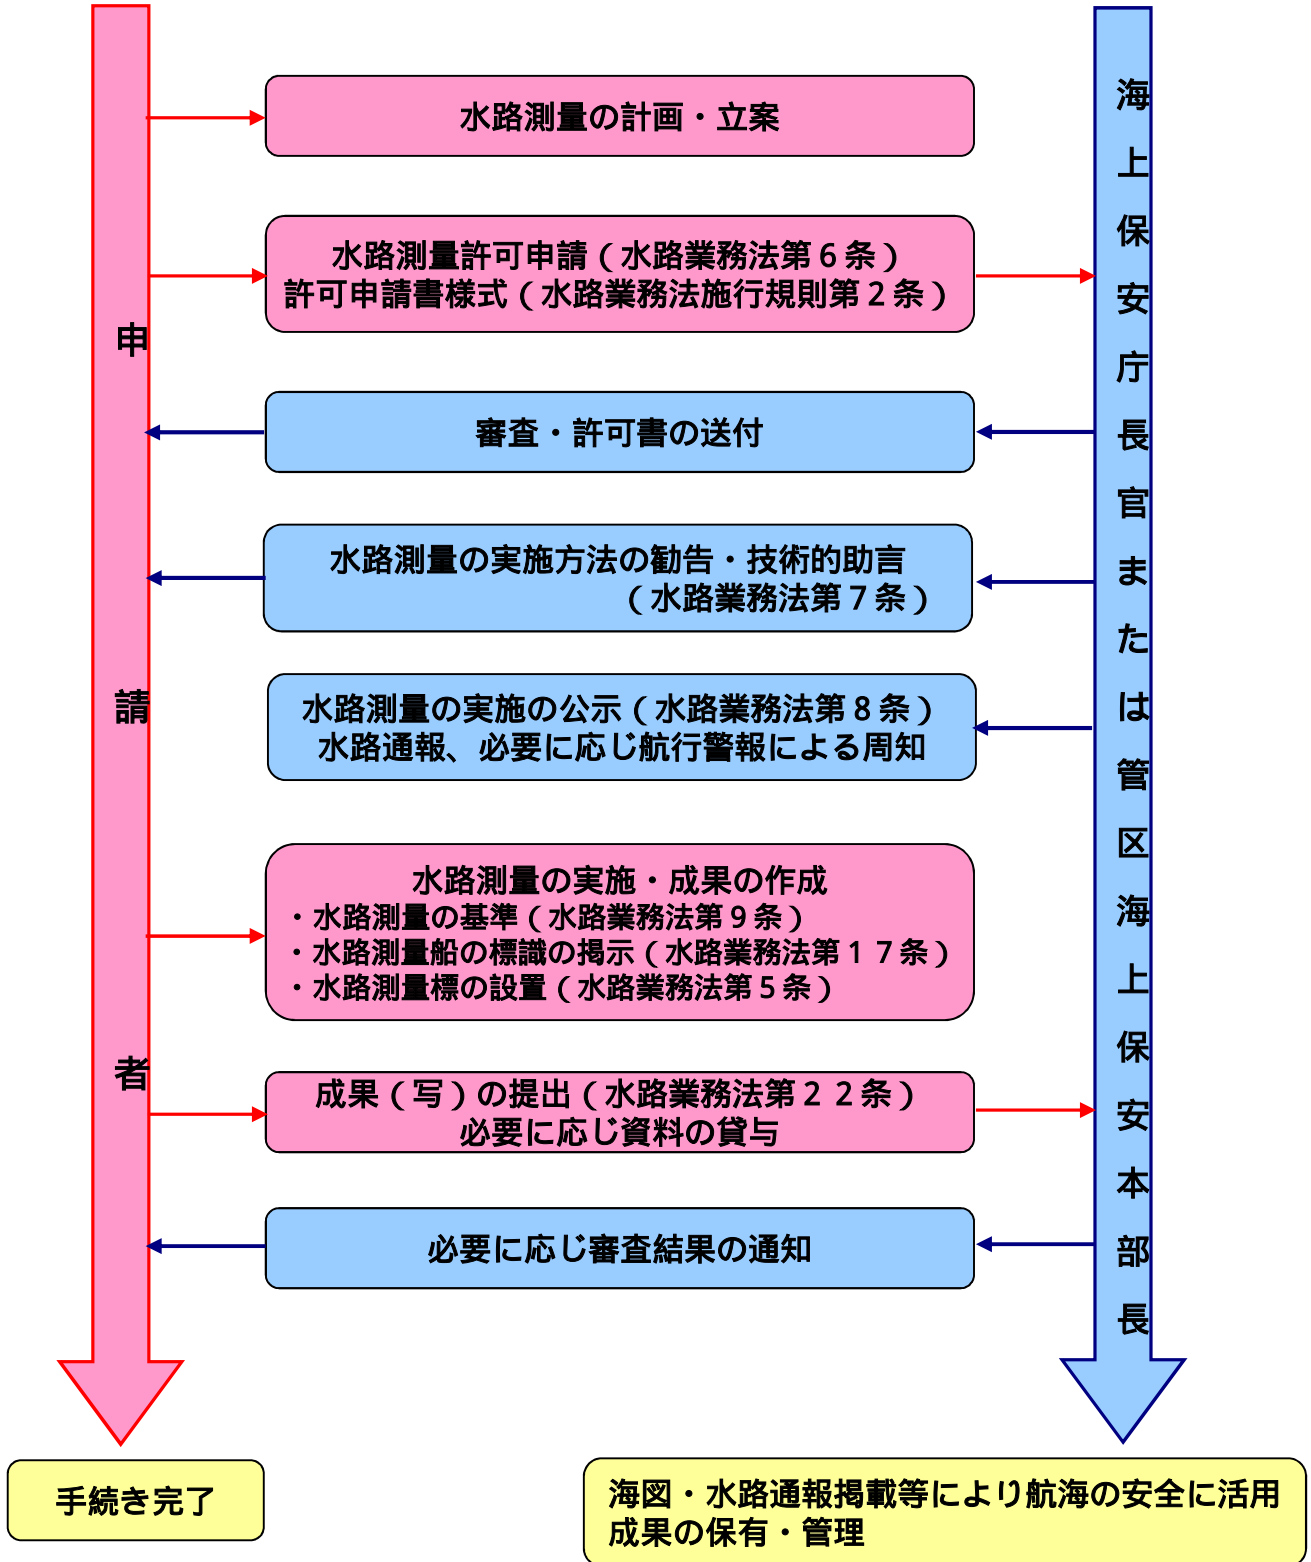 水路測量の計画・立案
水路測量許可申請（水路業務法第６条）
許可申請書様式（水路業務法施行規則第２条）
審査・許可書の送付
水路測量の実施方法の勧告・技術的助言
（水路業務法第７条）
水路測量の実施の公示（水路業務法第８条）
水路通報、必要に応じ航行警報による周知
水路測量の実施・成果の作成
・水路測量の基準（水路業務法第９条）
・水路測量船の標識の掲示（水路業務法第１７条）
・水路測量標の設置（水路業務法第５条）
成果（写）の提出（水路業務法第２２条）
必要に応じ資料の貸与
必要に応じ審査結果の通知
申請者
海上保安庁長官または管区海上保安本部長
手続き完了
海図・水路通報掲載等により航海の安全に活用
成果の保有・管理